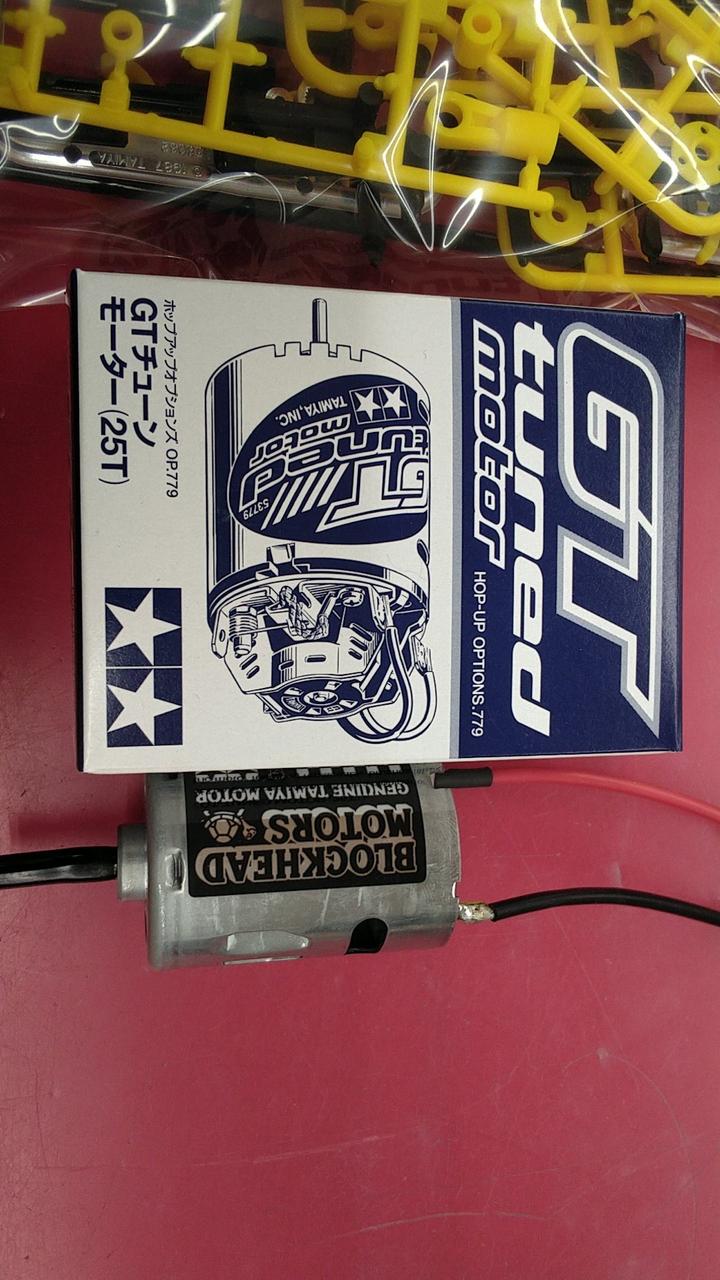 © 1987 TAMIYA
GT
tuned
motor
HOP-UP OPTIONS.779
TAMIYA, INC.
GT
tuned
motor
53779
ホップアップオプションズ OP.779
GTチューン
モーター(25T)
BLOCKHEAD
MOTORS
GENUINE TAMIYA MOTOR